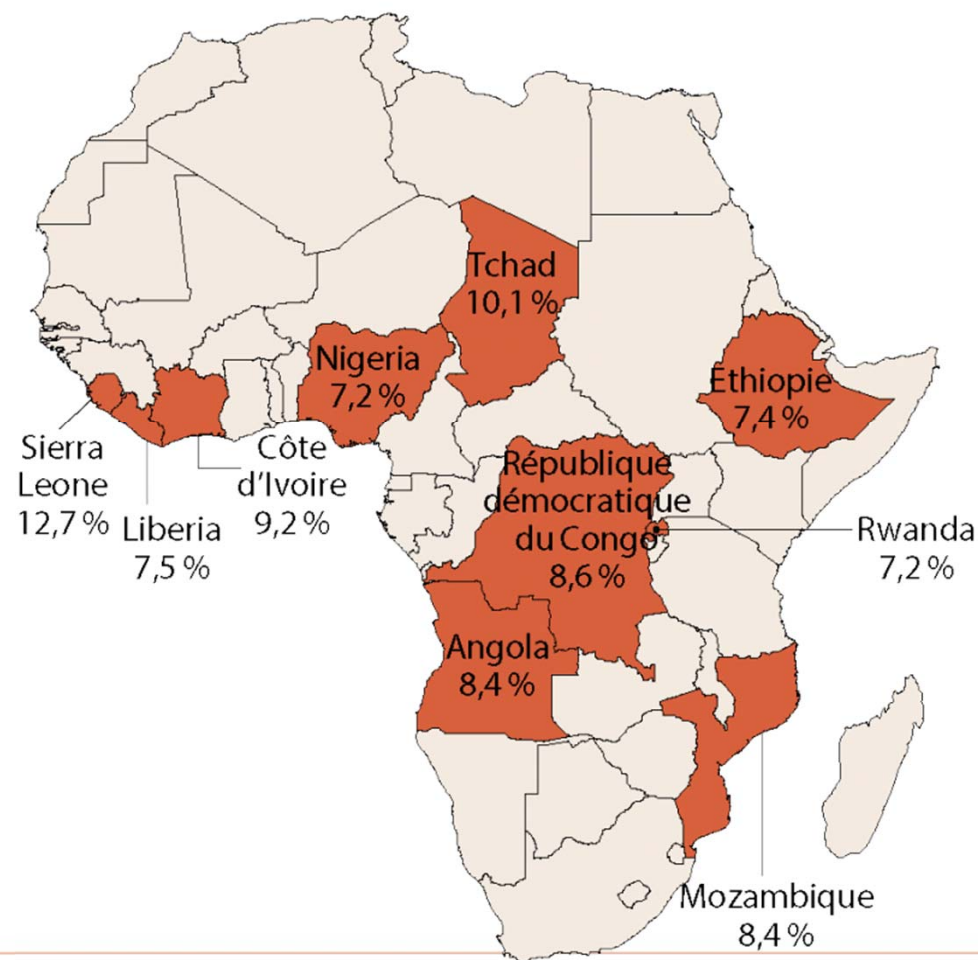 Tchad
10,1 %
Nigeria
7,2 %
Éthiopie
7,4 %
Sierra
Leone
12,7 %
Liberia
7,5 %
Côte
d'Ivoire
9,2 %
République
démocratique
du Congo
8,6 %
Rwanda
7,2 %
Angola
8,4 %
Mozambique
8,4 %